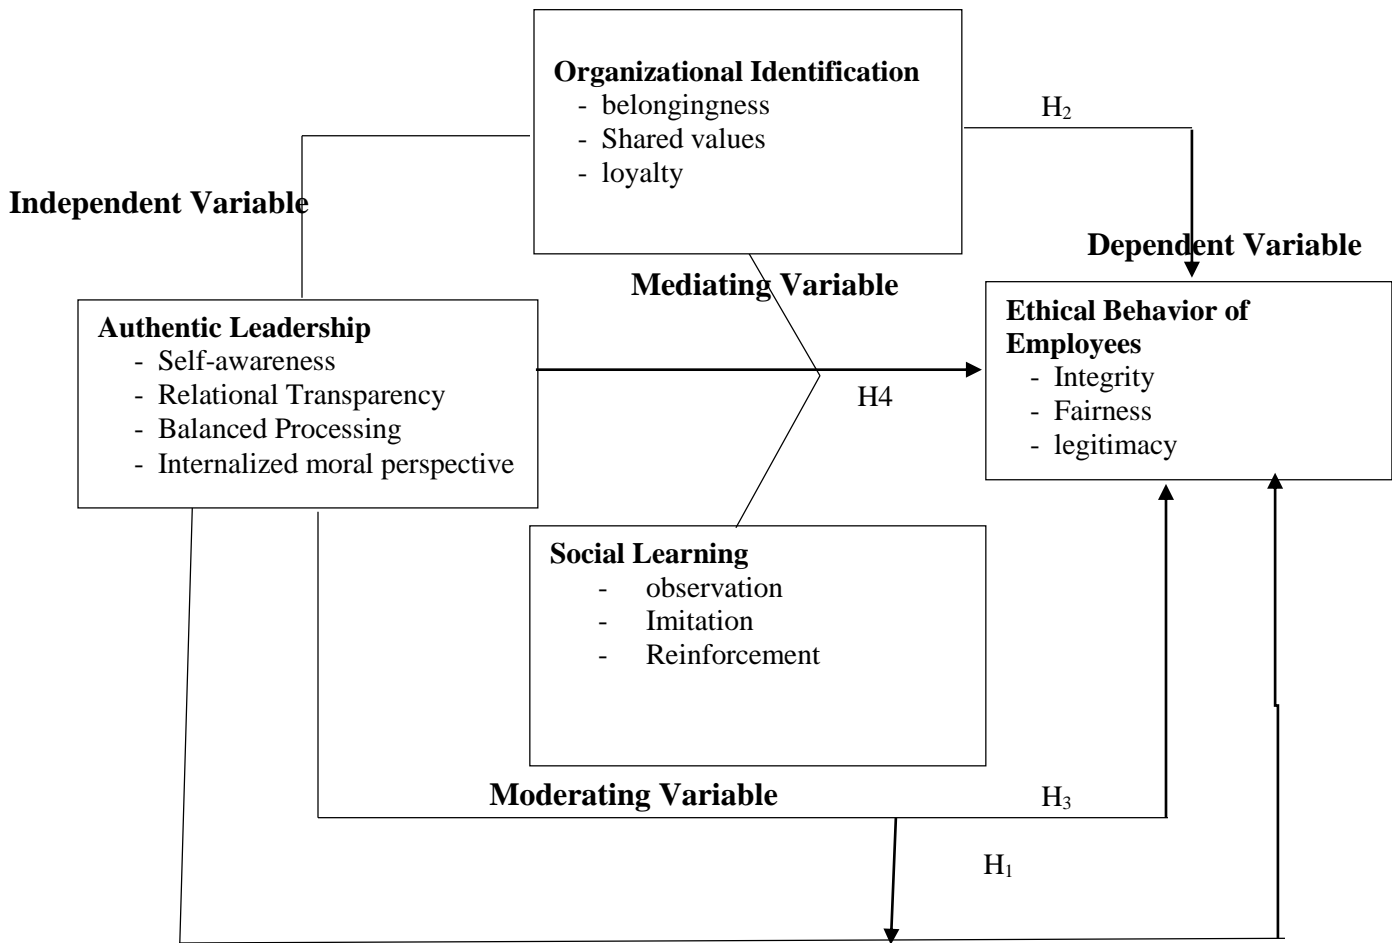 Organizational Identification
- belongingness
- Shared values
- loyalty
H₂
Independent Variable
Dependent Variable
Mediating Variable
Authentic Leadership
- Self-awareness
- Relational Transparency
- Balanced Processing
- Internalized moral perspective
H4
Ethical Behavior of
Employees
- Integrity
- Fairness
- legitimacy
Social Learning
- observation
- Imitation
- Reinforcement
Moderating Variable
H₃
H₁